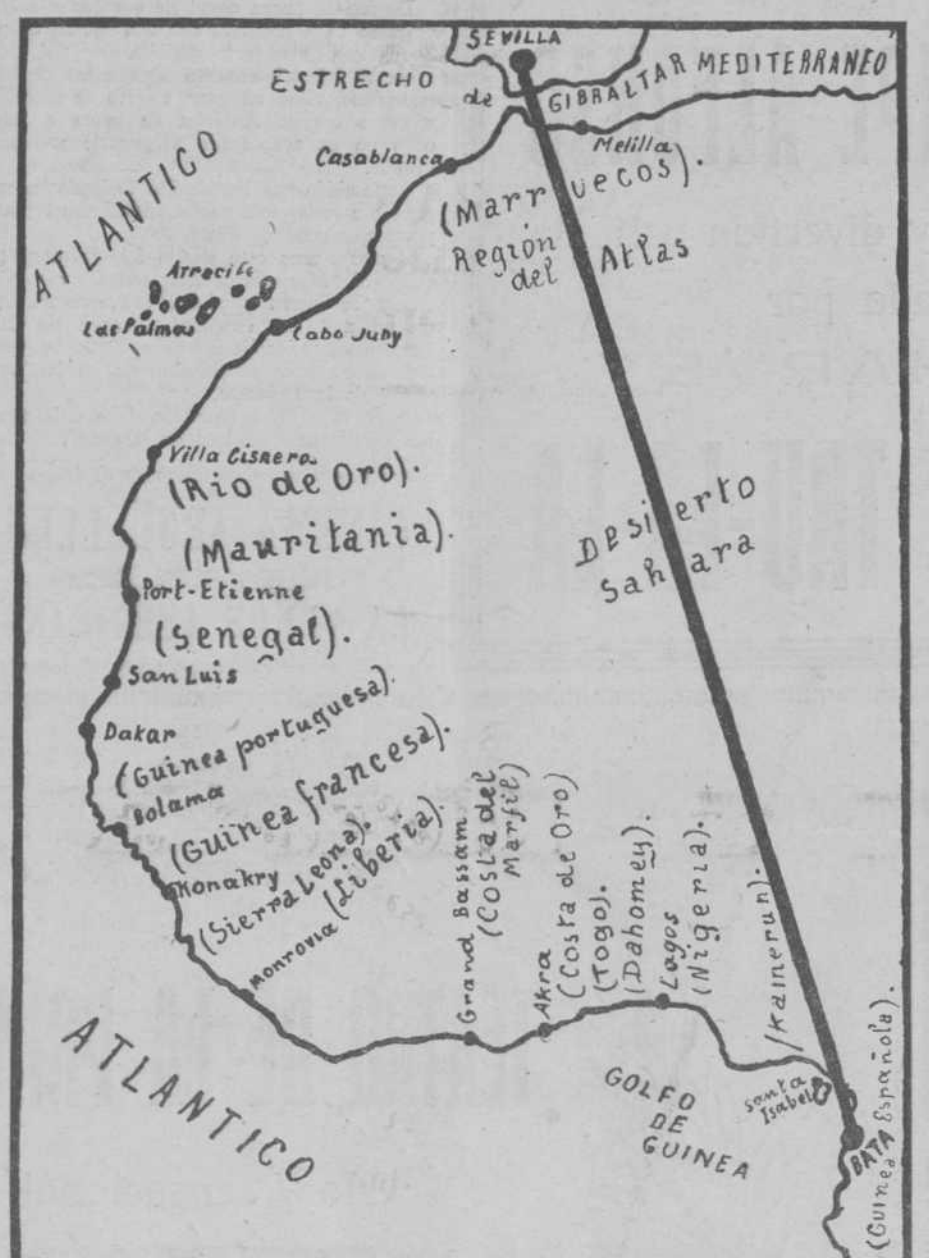 SEVILLA
ESTRECHO
de
GIBRALTAR MEDITERRANEO
Melilla
Casablanca
ATLANTICO
(Marruecos).
Región
del Atlas
Arrecife
Las Palmas
Cabo Juby
Villa Cisnero.
(Rio de Oro).
(Mauritania).
Desierto
Sahara
Port-Etienne
(Senegal).
San Luis
Dakar
(Guinea portuguesa).
Bolama
(Guinea francesa).
Konakry
(Sierra Leona).
Monrovia (Liberia).
Grand Bassam.
(Costa del
Marfil)
Akra
(Costa de Oro)
(Togo).
(Dahomey).
Lagos
(Nigeria).
(Kamerun).
ATLANTICO
GOLFO
DE
GUINEA
Santa
Isabel
BATA
(Guinea Española).